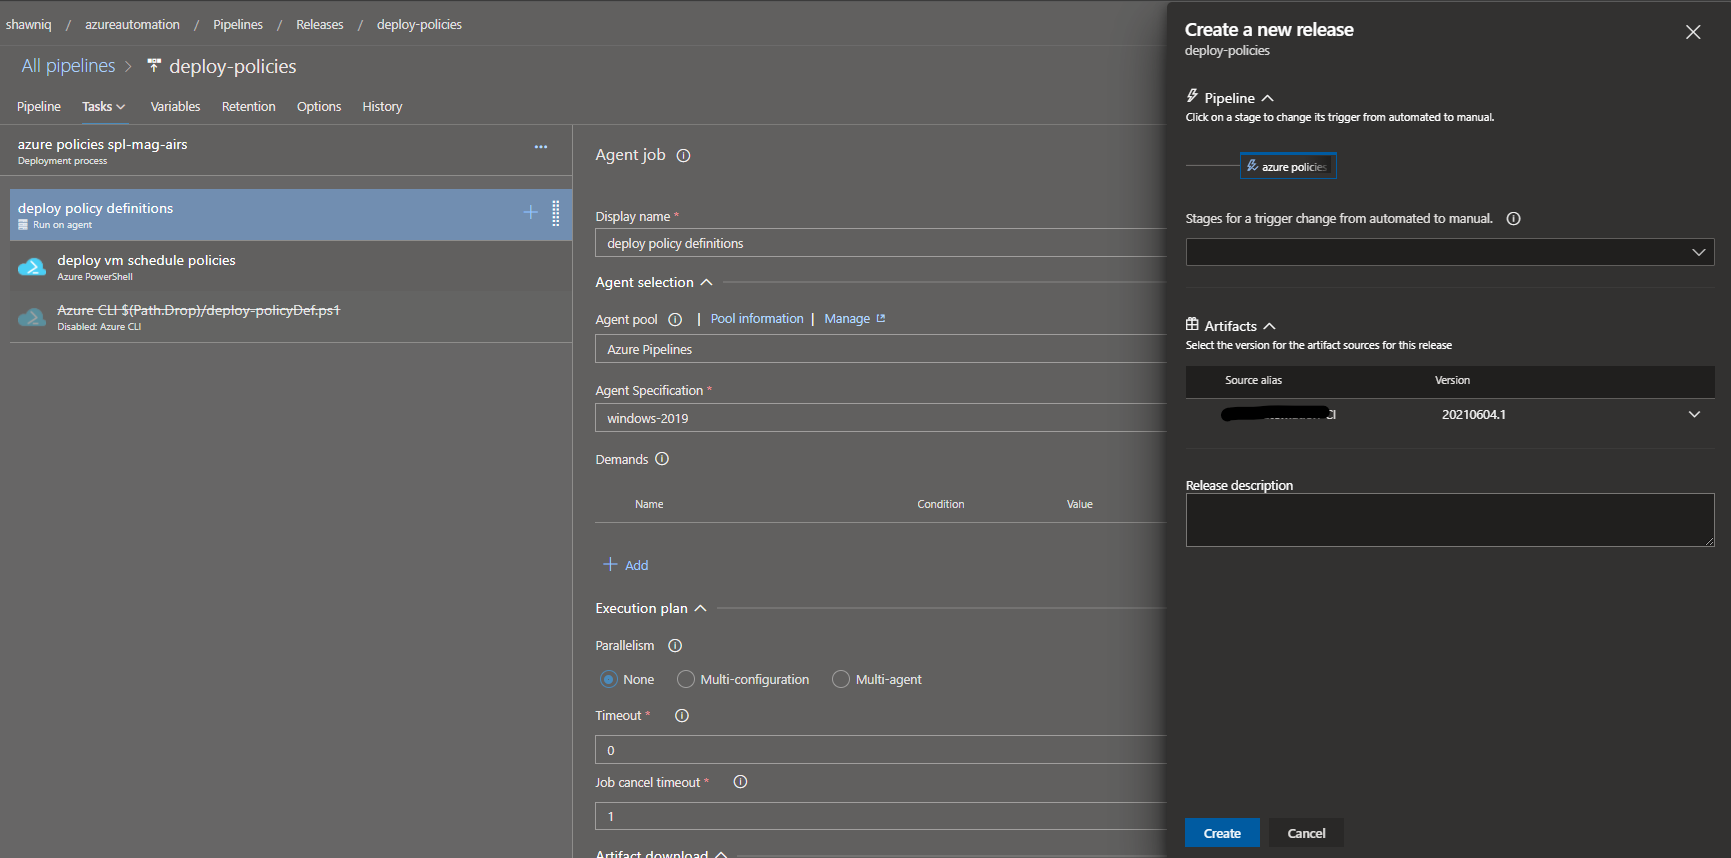 shawniq / azureautomation / Pipelines / Releases / deploy-policies
All pipelines > deploy-policies
Pipeline Tasks Variables Retention Options History
azure policies spl-mag-airs
Deployment process
deploy policy definitions
Run on agent
deploy vm schedule policies
Azure PowerShell
Azure CLI $(Path.Drop)/deploy-policyDef.ps1
Disabled: Azure CLI
Agent job
Display name *
deploy policy definitions
Agent selection
Agent pool | Pool information | Manage
Azure Pipelines
Agent Specification *
windows-2019
Demands
Name Condition Value
+ Add
Execution plan
Parallelism
None Multi-configuration Multi-agent
Timeout *
0
Job cancel timeout *
1
Artifact download
Create a new release
deploy-policies
Pipeline
Click on a stage to change its trigger from automated to manual.
azure policies
Stages for a trigger change from automated to manual.
Artifacts
Select the version for the artifact sources for this release
Source alias Version
CI 20210604.1
Release description
Create Cancel